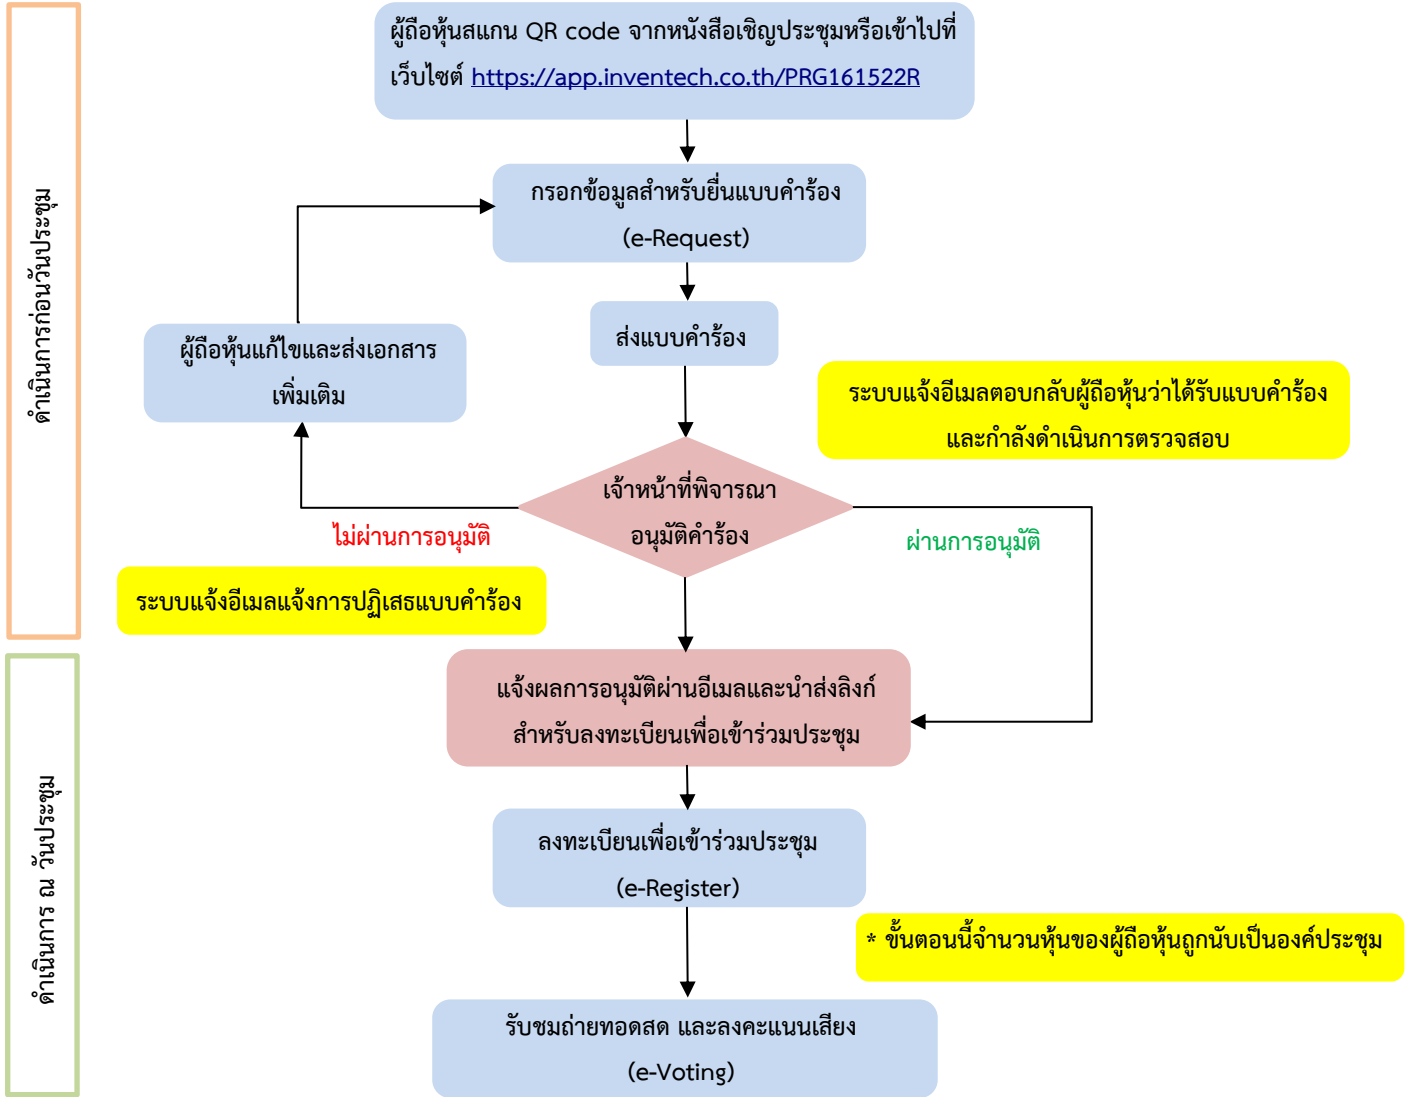 ผู้ถือหุ้นสแกน QR code จากหนังสือเชิญประชุมหรือเข้าไปที่
เว็บไซต์ https://app.inventech.co.th/PRG161522R
ดำเนินการก่อนวันประชุม
กรอกข้อมูลสำหรับยื่นแบบคำร้อง
(e-Request)
ส่งแบบคำร้อง
ผู้ถือหุ้นแก้ไขและส่งเอกสาร
เพิ่มเติม
ระบบแจ้งอีเมลตอบกลับผู้ถือหุ้นว่าได้รับแบบคำร้อง
และกำลังดำเนินการตรวจสอบ
เจ้าหน้าที่พิจารณา
อนุมัติคำร้อง
ไม่ผ่านการอนุมัติ
ผ่านการอนุมัติ
ระบบแจ้งอีเมลแจ้งการปฏิเสธแบบคำร้อง
แจ้งผลการอนุมัติผ่านอีเมลและนำส่งลิงก์
สำหรับลงทะเบียนเพื่อเข้าร่วมประชุม
ดำเนินการ ณ วันประชุม
ลงทะเบียนเพื่อเข้าร่วมประชุม
(e-Register)
* ขั้นตอนนี้จำนวนหุ้นของผู้ถือหุ้นถูกนับเป็นองค์ประชุม
รับชมถ่ายทอดสด และลงคะแนนเสียง
(e-Voting)